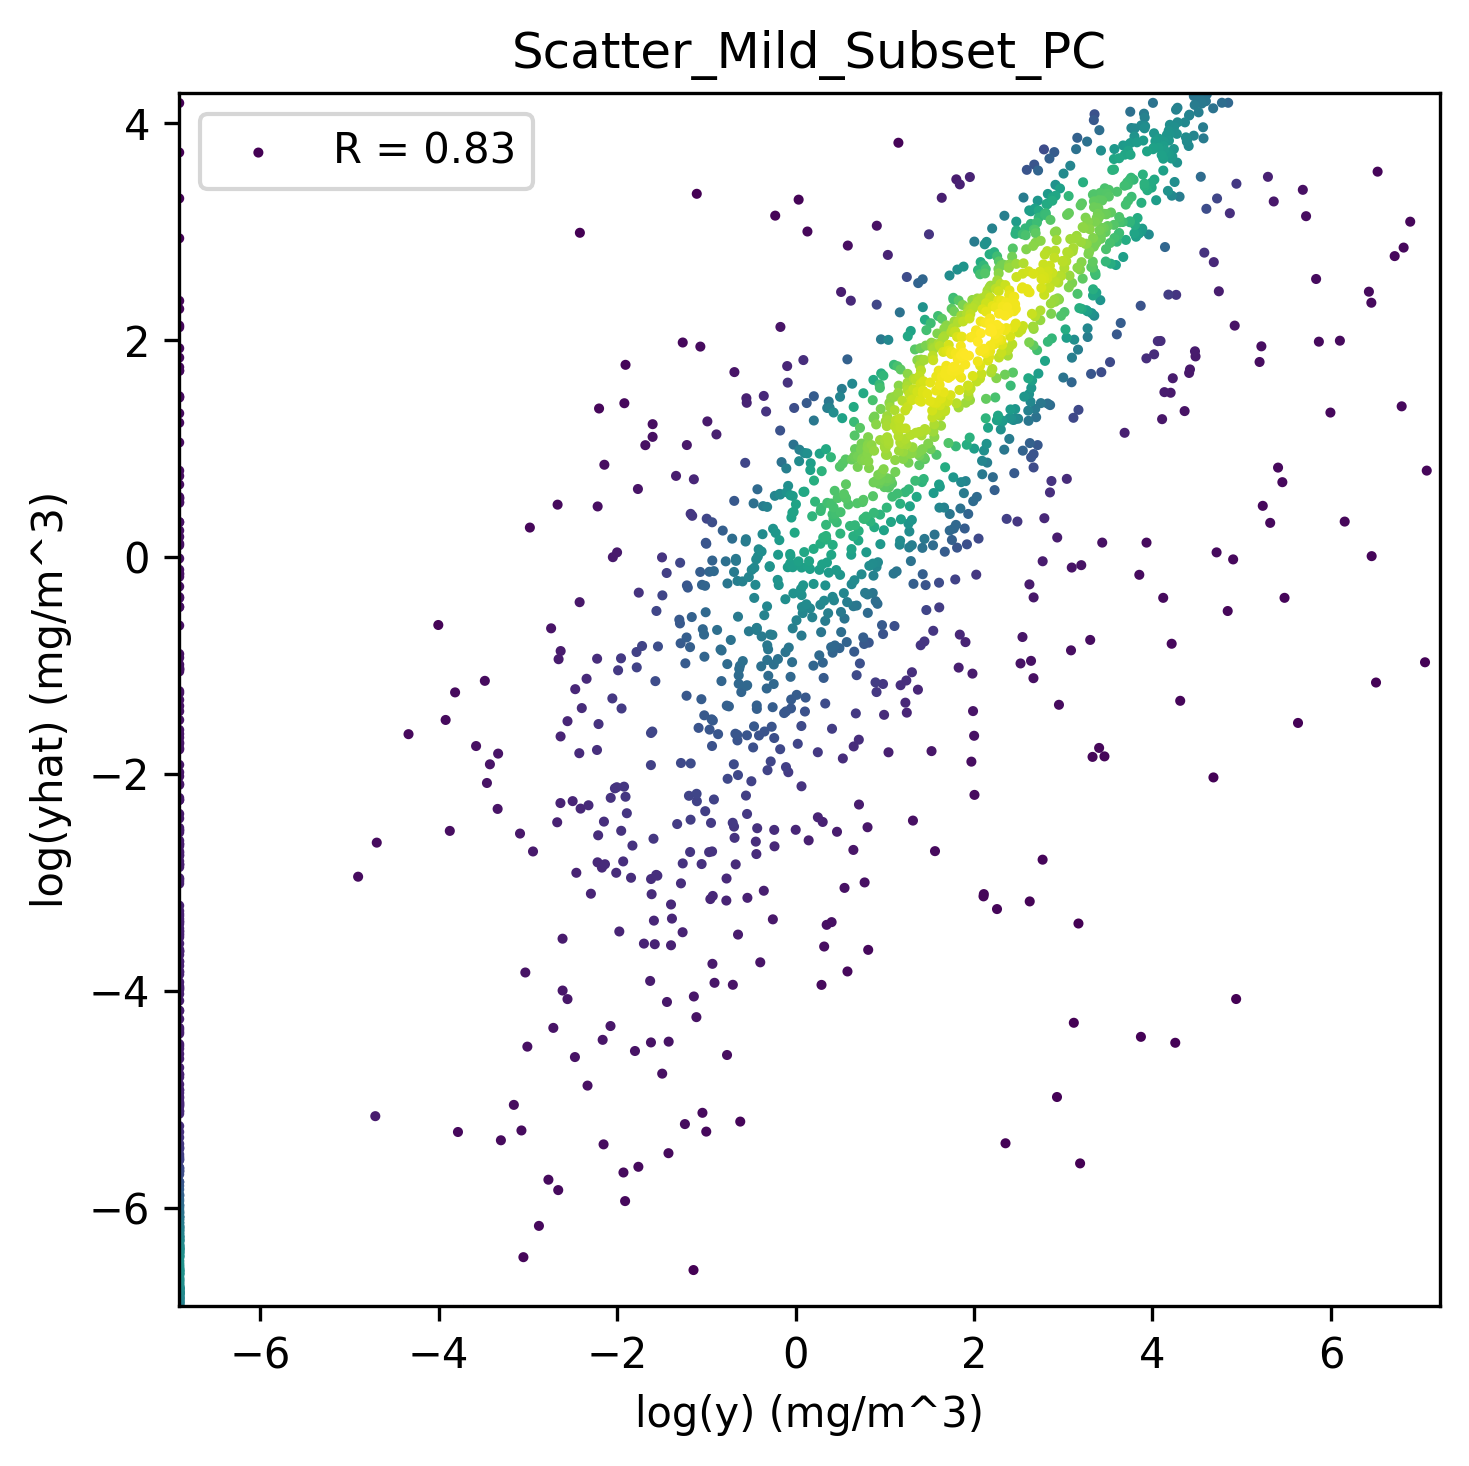 Scatter_Mild_Subset_PC
R = 0.83
log(yhat) (mg/m^3)
4
2
0
−2
−4
−6
−6 −4 −2 0 2 4 6
log(y) (mg/m^3)